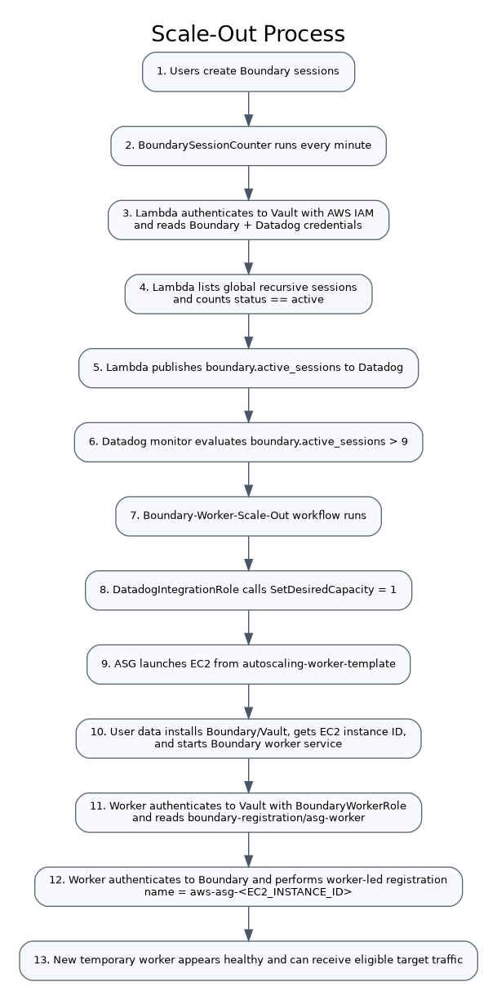 Scale-Out Process
1. Users create Boundary sessions
2. BoundarySessionCounter runs every minute
3. Lambda authenticates to Vault with AWS IAM
and reads Boundary + Datadog credentials
4. Lambda lists global recursive sessions
and counts status == active
5. Lambda publishes boundary.active_sessions to Datadog
6. Datadog monitor evaluates boundary.active_sessions > 9
7. Boundary-Worker-Scale-Out workflow runs
8. DatadogIntegrationRole calls SetDesiredCapacity = 1
9. ASG launches EC2 from autoscaling-worker-template
10. User data installs Boundary/Vault, gets EC2 instance ID,
and starts Boundary worker service
11. Worker authenticates to Vault with BoundaryWorkerRole
and reads boundary-registration/asg-worker
12. Worker authenticates to Boundary and performs worker-led registration
name = aws-asg-<EC2_INSTANCE_ID>
13. New temporary worker appears healthy and can receive eligible target traffic